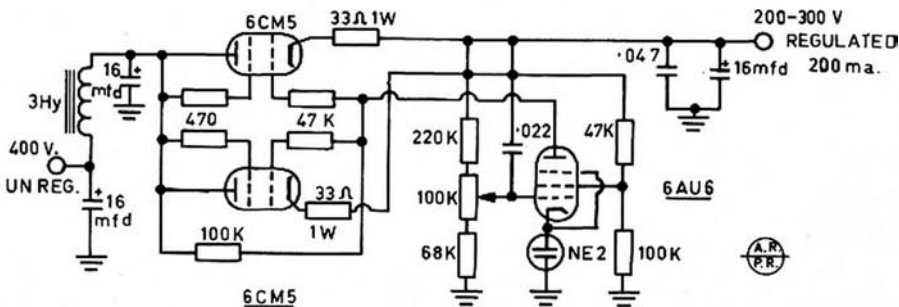 6CM5
33Ω 1W
200-300 V
REGULATED
200 ma.
16
mfd
·047
16mfd
3Hy
470
47 K
400 V.
UN REG.
220K
·022
47K
16
mfd
33Ω
1W
100K
6AU6
100K
68K
NE2
100K
6CM5
A.R.
P.R.